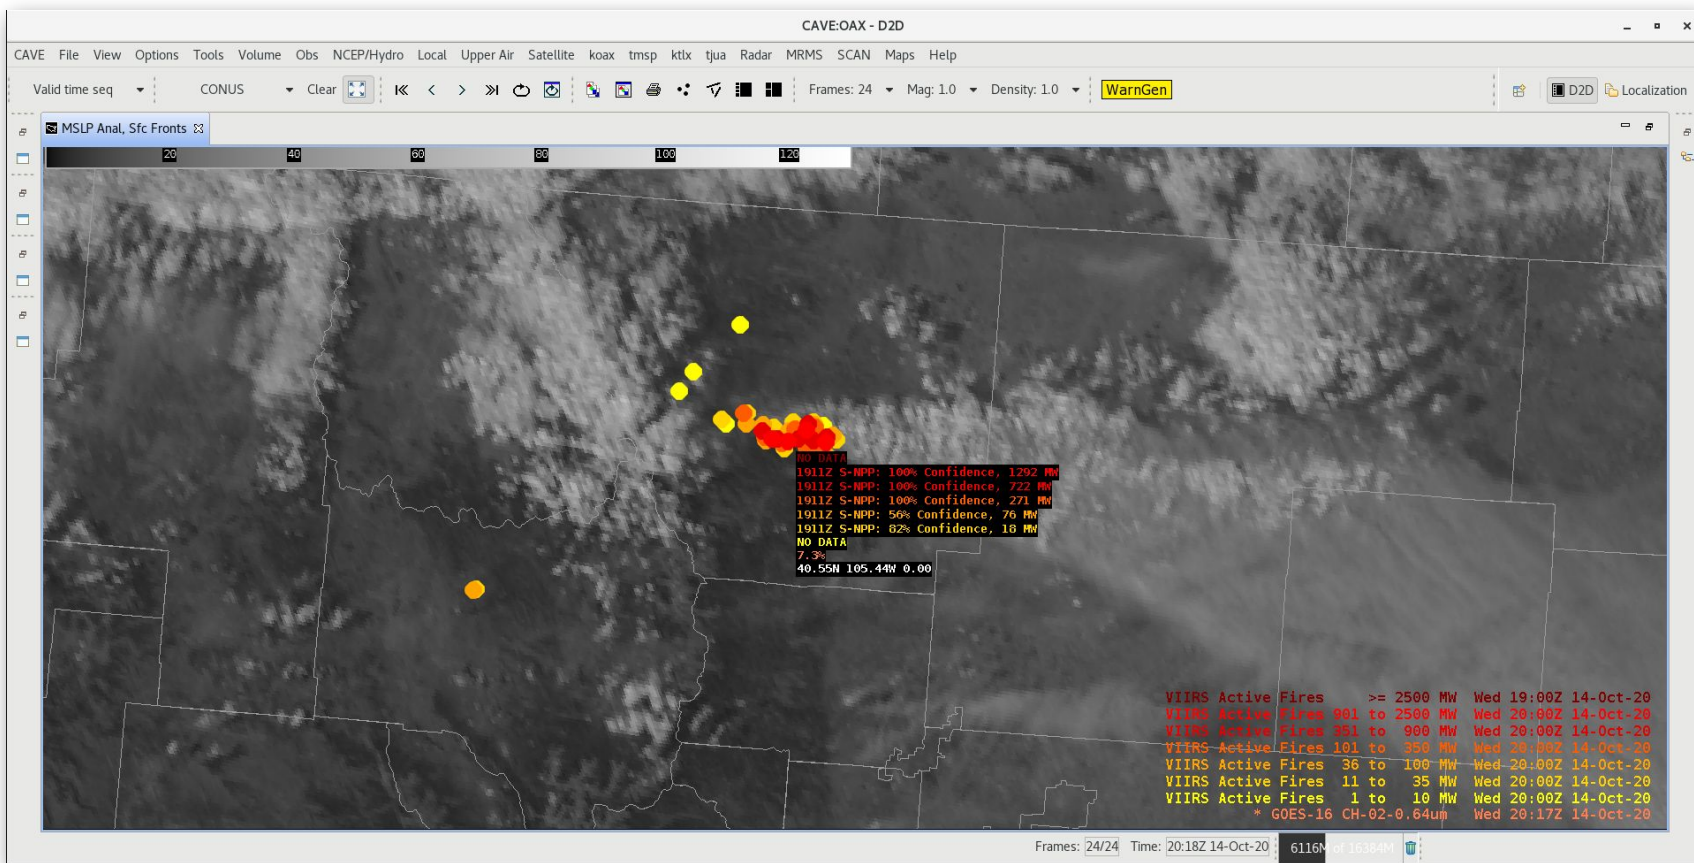 CAVE:OAX - D2D
CAVE File View Options Tools Volume Obs NCEP/Hydro Local Upper Air Satellite koax tmsp ktlx tjua Radar MRMS SCAN Maps Help
Valid time seq CONUS Clear Frames: 24 Mag: 1.0 Density: 1.0 WarnGen D2D Localization
MSLP Anal, Sfc Fronts
20 40 60 80 100 120
NO DATA
1911Z S-NPP: 100% Confidence, 1292 MW
1911Z S-NPP: 100% Confidence, 722 MW
1911Z S-NPP: 100% Confidence, 271 MW
1911Z S-NPP: 56% Confidence, 76 MW
1911Z S-NPP: 82% Confidence, 18 MW
NO DATA
7.3%
40.55N 105.44W 0.00
VIIRS Active Fires >= 2500 MW Wed 19:00Z 14-Oct-20
VIIRS Active Fires 901 to 2500 MW Wed 20:00Z 14-Oct-20
VIIRS Active Fires 351 to 900 MW Wed 20:00Z 14-Oct-20
VIIRS Active Fires 101 to 350 MW Wed 20:00Z 14-Oct-20
VIIRS Active Fires 36 to 100 MW Wed 20:00Z 14-Oct-20
VIIRS Active Fires 11 to 35 MW Wed 20:00Z 14-Oct-20
VIIRS Active Fires 1 to 10 MW Wed 20:00Z 14-Oct-20
* GOES-16 CH-02-0.64um Wed 20:17Z 14-Oct-20
Frames: 24/24 Time: 20:18Z 14-Oct-20 6116M of 16384M